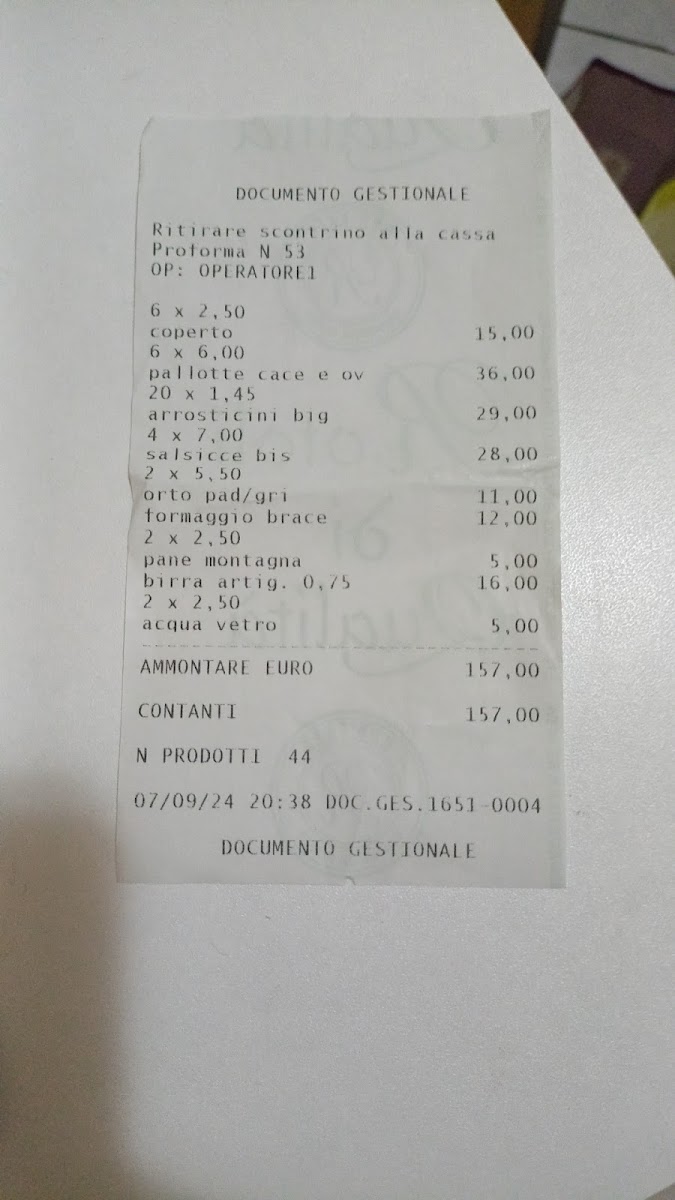 DOCUMENTO GESTIONALE
Ritirare scontrino alla cassa
Proforma N 53
OP: OPERATORE1
6 x 2,50
coperto 15,00
6 x 6,00
pallotte cace e ov 36,00
20 x 1,45
arrosticini big 29,00
4 x 7,00
salsicce bis 28,00
2 x 5,50
orto pad/gri 11,00
formaggio brace 12,00
2 x 2,50
pane montagna 5,00
birra artig. 0,75 16,00
2 x 2,50
acqua vetro 5,00
AMMONTARE EURO 157,00
CONTANTI 157,00
N PRODOTTI 44
07/09/24 20:38 DOC.GES.1651-0004
DOCUMENTO GESTIONALE